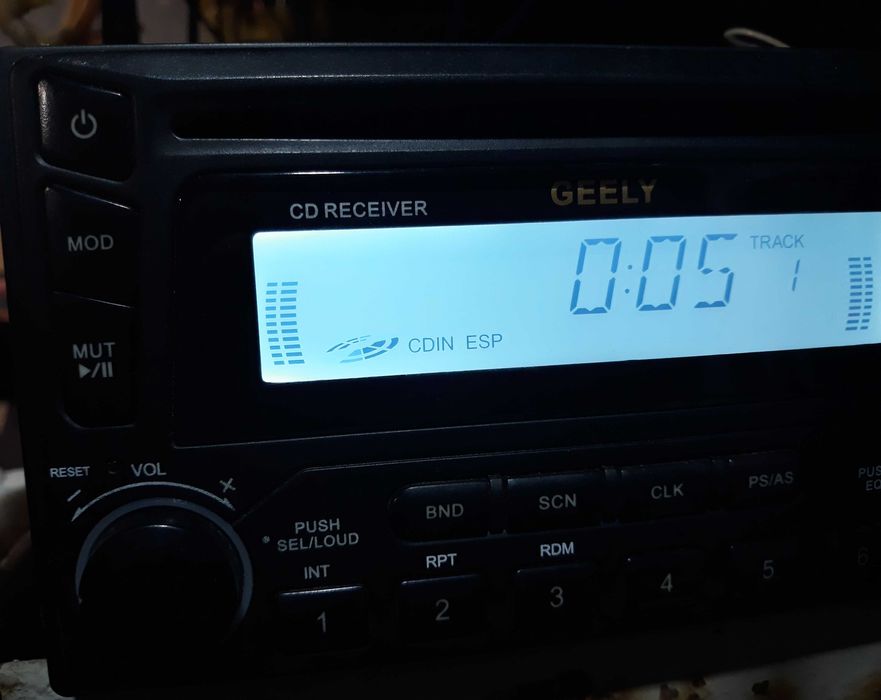 CD RECEIVER
GEELY
MOD
0:05
TRACK
1
MUT
CDIN ESP
RESET
VOL
PUSH
SEL/LOUD
BND
SCN
CLK
PS/AS
INT
RPT
RDM
1
2
3
4
5
6